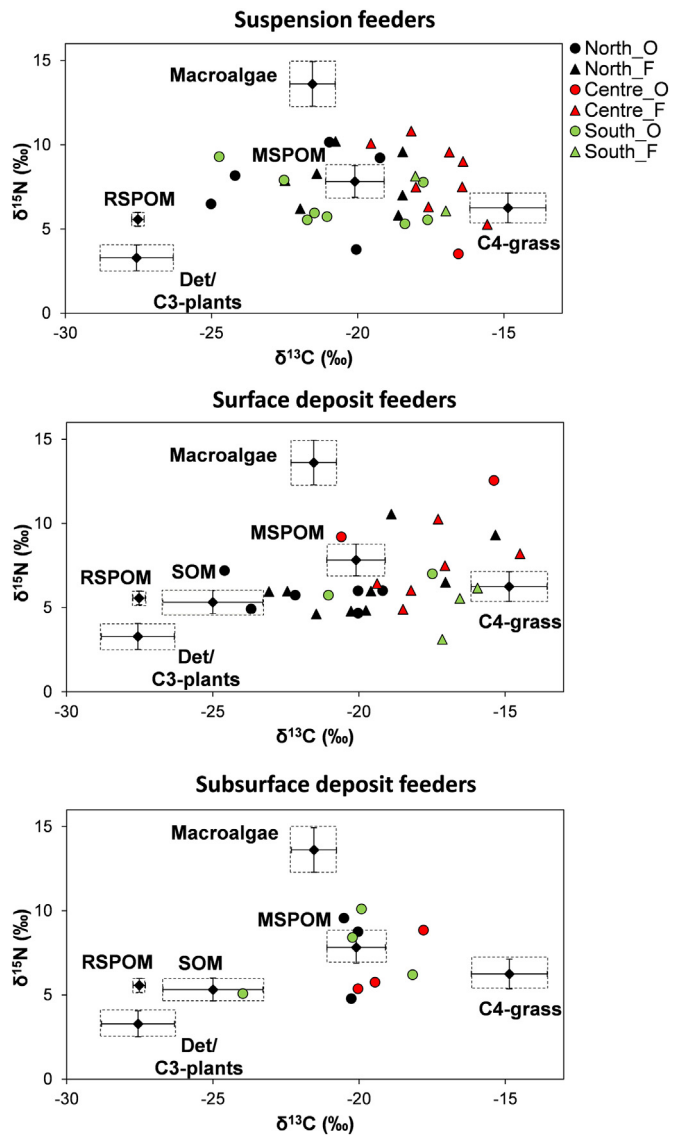 Suspension feeders
North_O
North_F
Centre_O
Centre_F
South_O
South_F
Macroalgae
MSPOM
RSPOM
C4-grass
Det/
C3-plants
15
10
5
0
δ15N (‰)
-30 -25 -20 -15
δ13C (‰)
Surface deposit feeders
Macroalgae
MSPOM
RSPOM SOM
C4-grass
Det/
C3-plants
15
10
5
0
δ15N (‰)
-30 -25 -20 -15
δ13C (‰)
Subsurface deposit feeders
Macroalgae
MSPOM
RSPOM SOM
C4-grass
Det/
C3-plants
15
10
5
0
δ15N (‰)
-30 -25 -20 -15
δ13C (‰)